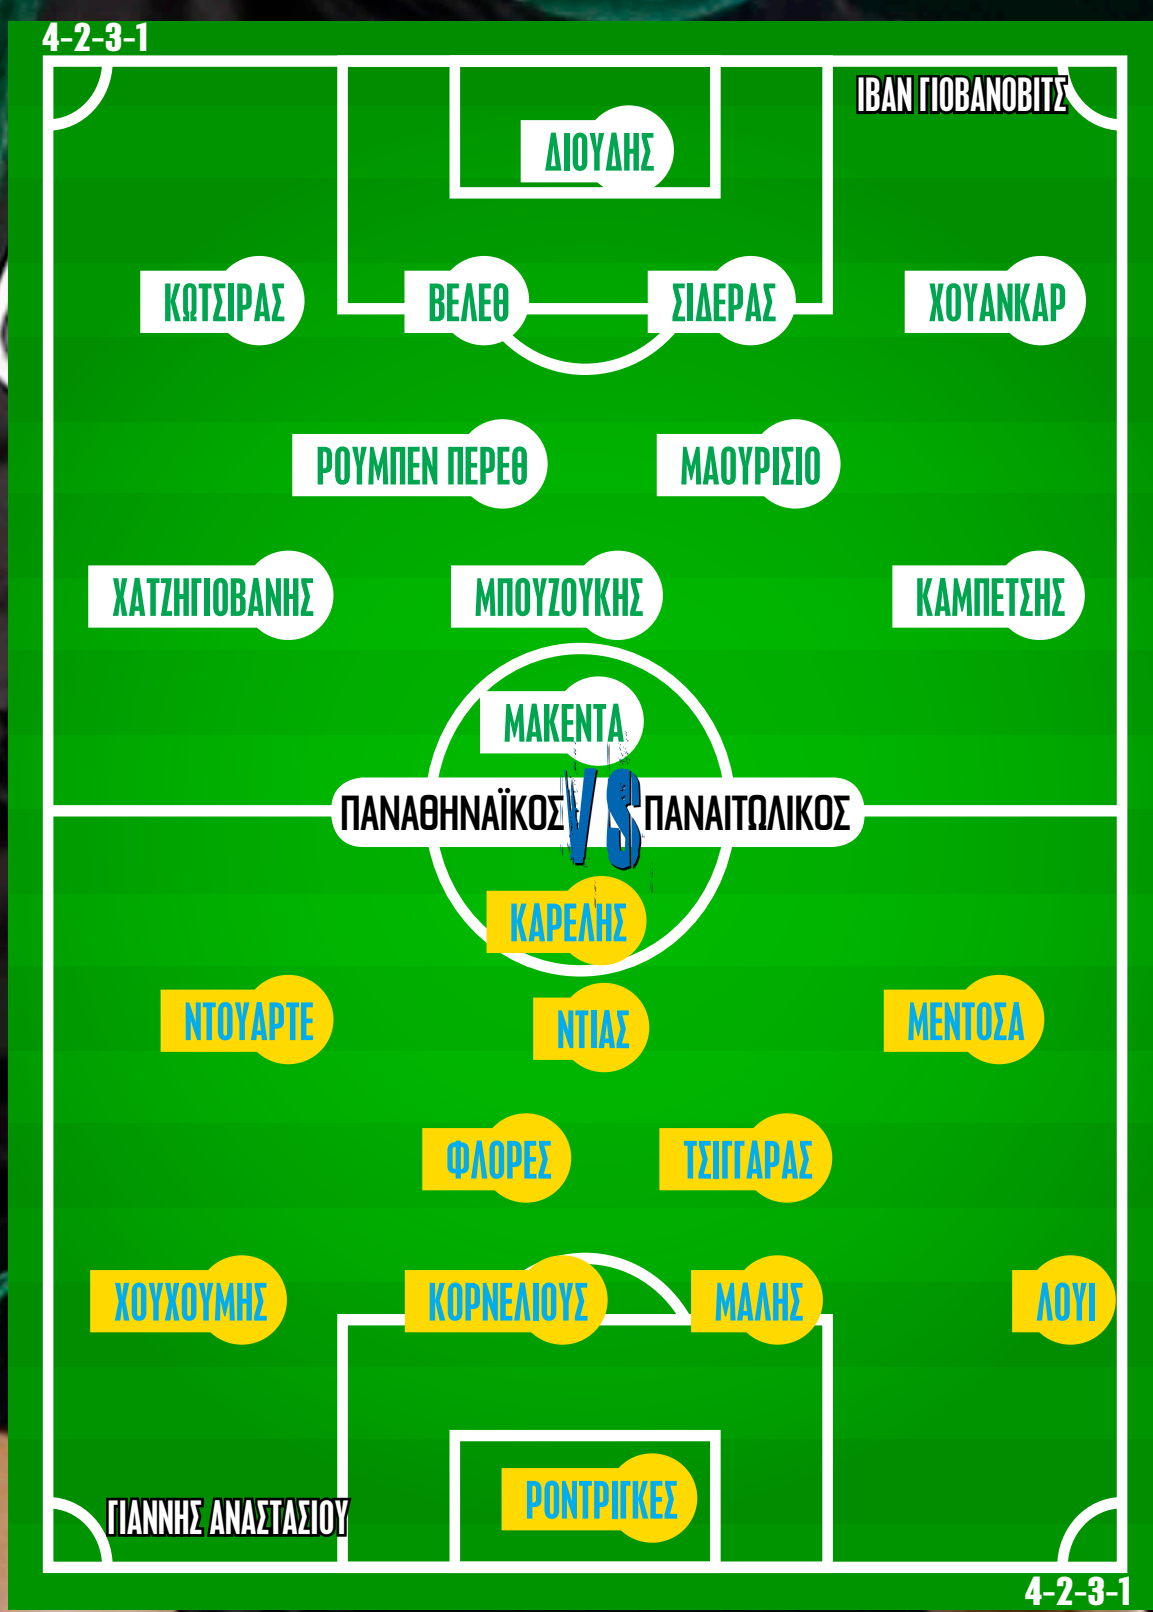 4-2-3-1
ΙΒΑΝ ΓΙΟΒΑΝΟΒΙΤΣ
ΔΙΟΥΔΗΣ
ΚΩΤΣΙΡΑΣ
ΒΕΛΕΘ
ΣΙΔΕΡΑΣ
ΧΟΥΑΝΚΑΡ
ΡΟΥΜΠΕΝ ΠΕΡΕΘ
ΜΑΟΥΡΙΣΙΟ
ΧΑΤΖΗΓΙΟΒΑΝΗΣ
ΜΠΟΥΖΟΥΚΗΣ
ΚΑΜΠΕΤΣΗΣ
ΜΑΚΕΝΤΑ
ΠΑΝΑΘΗΝΑΪΚΟΣ VS ΠΑΝΑΙΤΩΛΙΚΟΣ
ΚΑΡΕΛΗΣ
ΝΤΟΥΑΡΤΕ
ΝΤΙΑΣ
ΜΕΝΤΟΣΑ
ΦΛΟΡΕΣ
ΤΣΙΓΓΑΡΑΣ
ΧΟΥΧΟΥΜΗΣ
ΚΟΡΝΕΛΙΟΥΣ
ΜΑΛΗΣ
ΛΟΥΙ
ΡΟΝΤΡΙΓΚΕΣ
ΓΙΑΝΝΗΣ ΑΝΑΣΤΑΣΙΟΥ
4-2-3-1